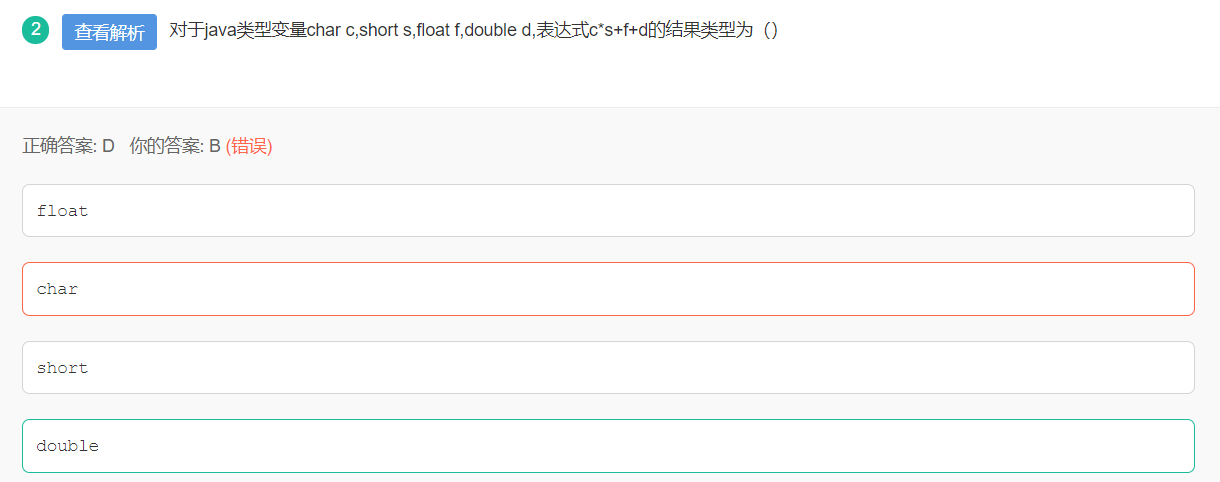 2 查看解析 对于java类型变量char c,short s,float f,double d,表达式c*s+f+d的结果类型为（）
正确答案: D 你的答案: B (错误)
float
char
short
double